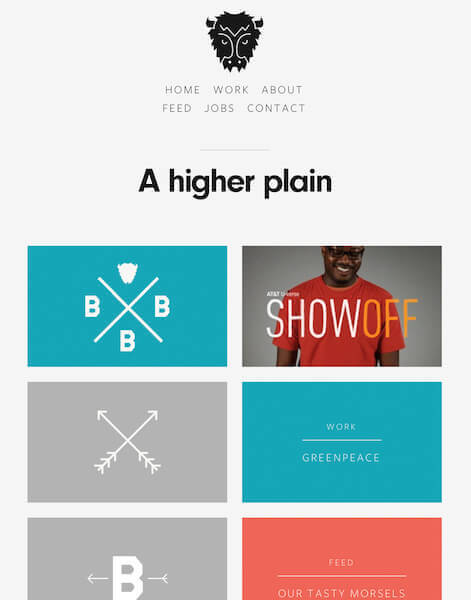 HOME WORK ABOUT
FEED JOBS CONTACT
A higher plain
B B
B
AT&T Universe
SHOWOFF
WORK
GREENPEACE
B
FEED
OUR TASTY MORSELS